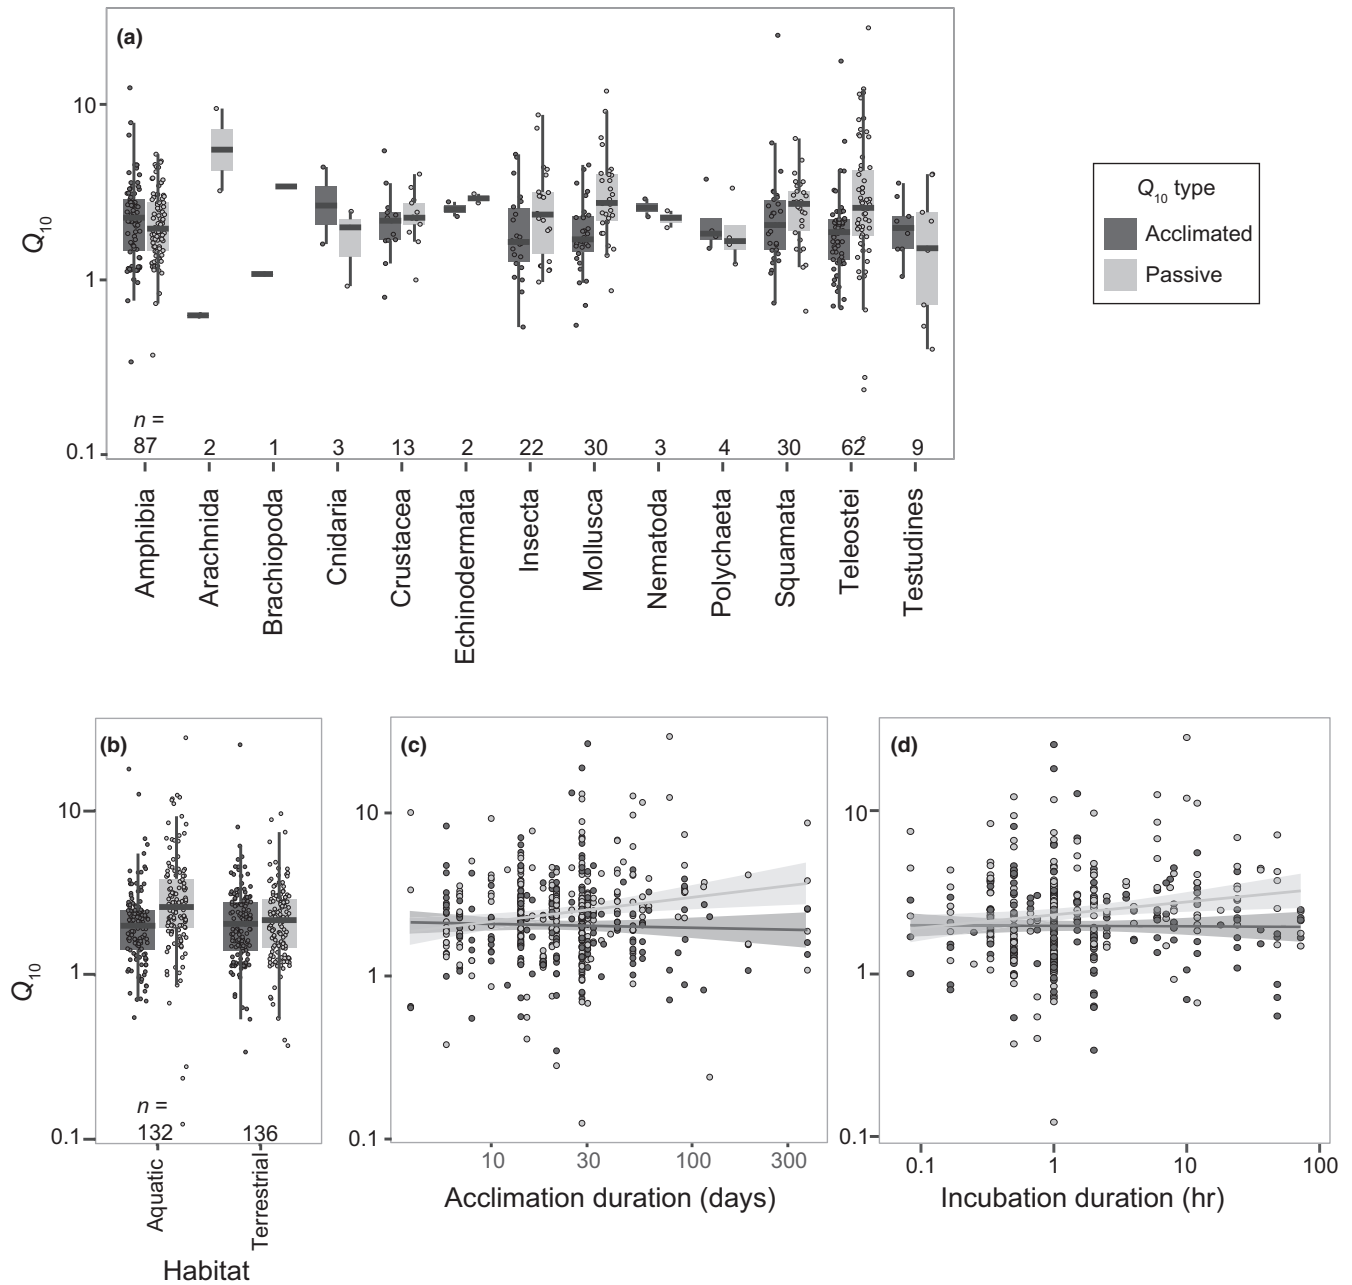 (a)
10
1
0.1
Q10
n =
87 2 1 3 13 2 22 30 3 4 30 62 9
Amphibia
Arachnida
Brachiopoda
Cnidaria
Crustacea
Echinodermata
Insecta
Mollusca
Nematoda
Polychaeta
Squamata
Teleostei
Testudines
Q10 type
Acclimated
Passive
(b)
10
1
0.1
Q10
n =
132 136
Aquatic
Terrestrial
Habitat
(c)
10
1
0.1
10 30 100 300
Acclimation duration (days)
(d)
10
1
0.1
0.1 1 10 100
Incubation duration (hr)